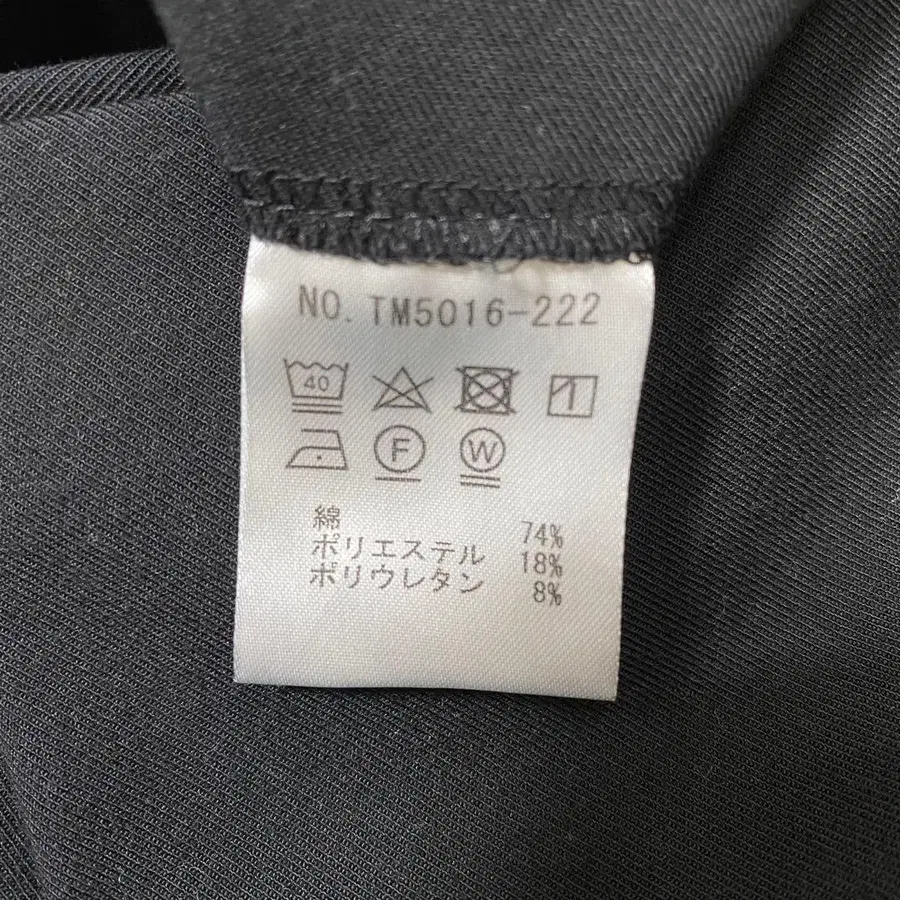 NO. TM5016-222
40
F W
綿 74%
ポリエステル 18%
ポリウレタン 8%